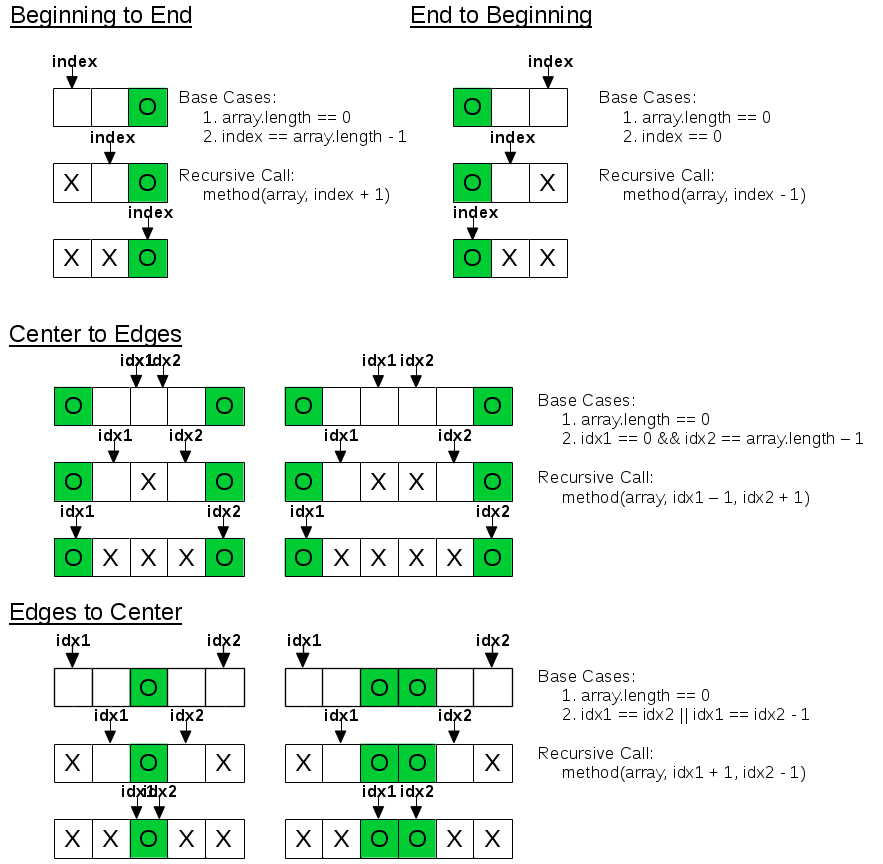 Beginning to End
index
O
Base Cases:
1. array.length == 0
2. index == array.length - 1
index
X O
Recursive Call:
method(array, index + 1)
index
X X O
End to Beginning
index
O
Base Cases:
1. array.length == 0
2. index == 0
index
O X
Recursive Call:
method(array, index - 1)
index
O X X
Center to Edges
idx1 idx2
O O
idx1 idx2
O X O
idx1 idx2
O X X X O
idx1 idx2
O O
idx1 idx2
O X X O
idx1 idx2
O X X X X O
Base Cases:
1. array.length == 0
2. idx1 == 0 && idx2 == array.length – 1
Recursive Call:
method(array, idx1 – 1, idx2 + 1)
Edges to Center
idx1 idx2
O
idx1 idx2
X O X
idx1 idx2
X X O X X
idx1 idx2
O O
idx1 idx2
X O O X
idx1 idx2
X X O O X X
Base Cases:
1. array.length == 0
2. idx1 == idx2 || idx1 == idx2 - 1
Recursive Call:
method(array, idx1 + 1, idx2 - 1)